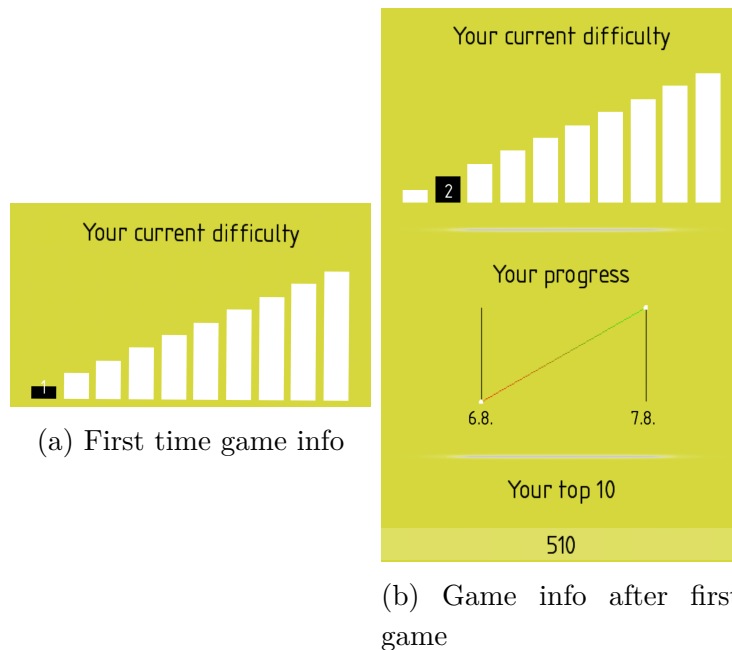 Your current difficulty
1
(a) First time game info
Your current difficulty
2
Your progress
6.8. 7.8.
Your top 10
510
(b) Game info after first
game